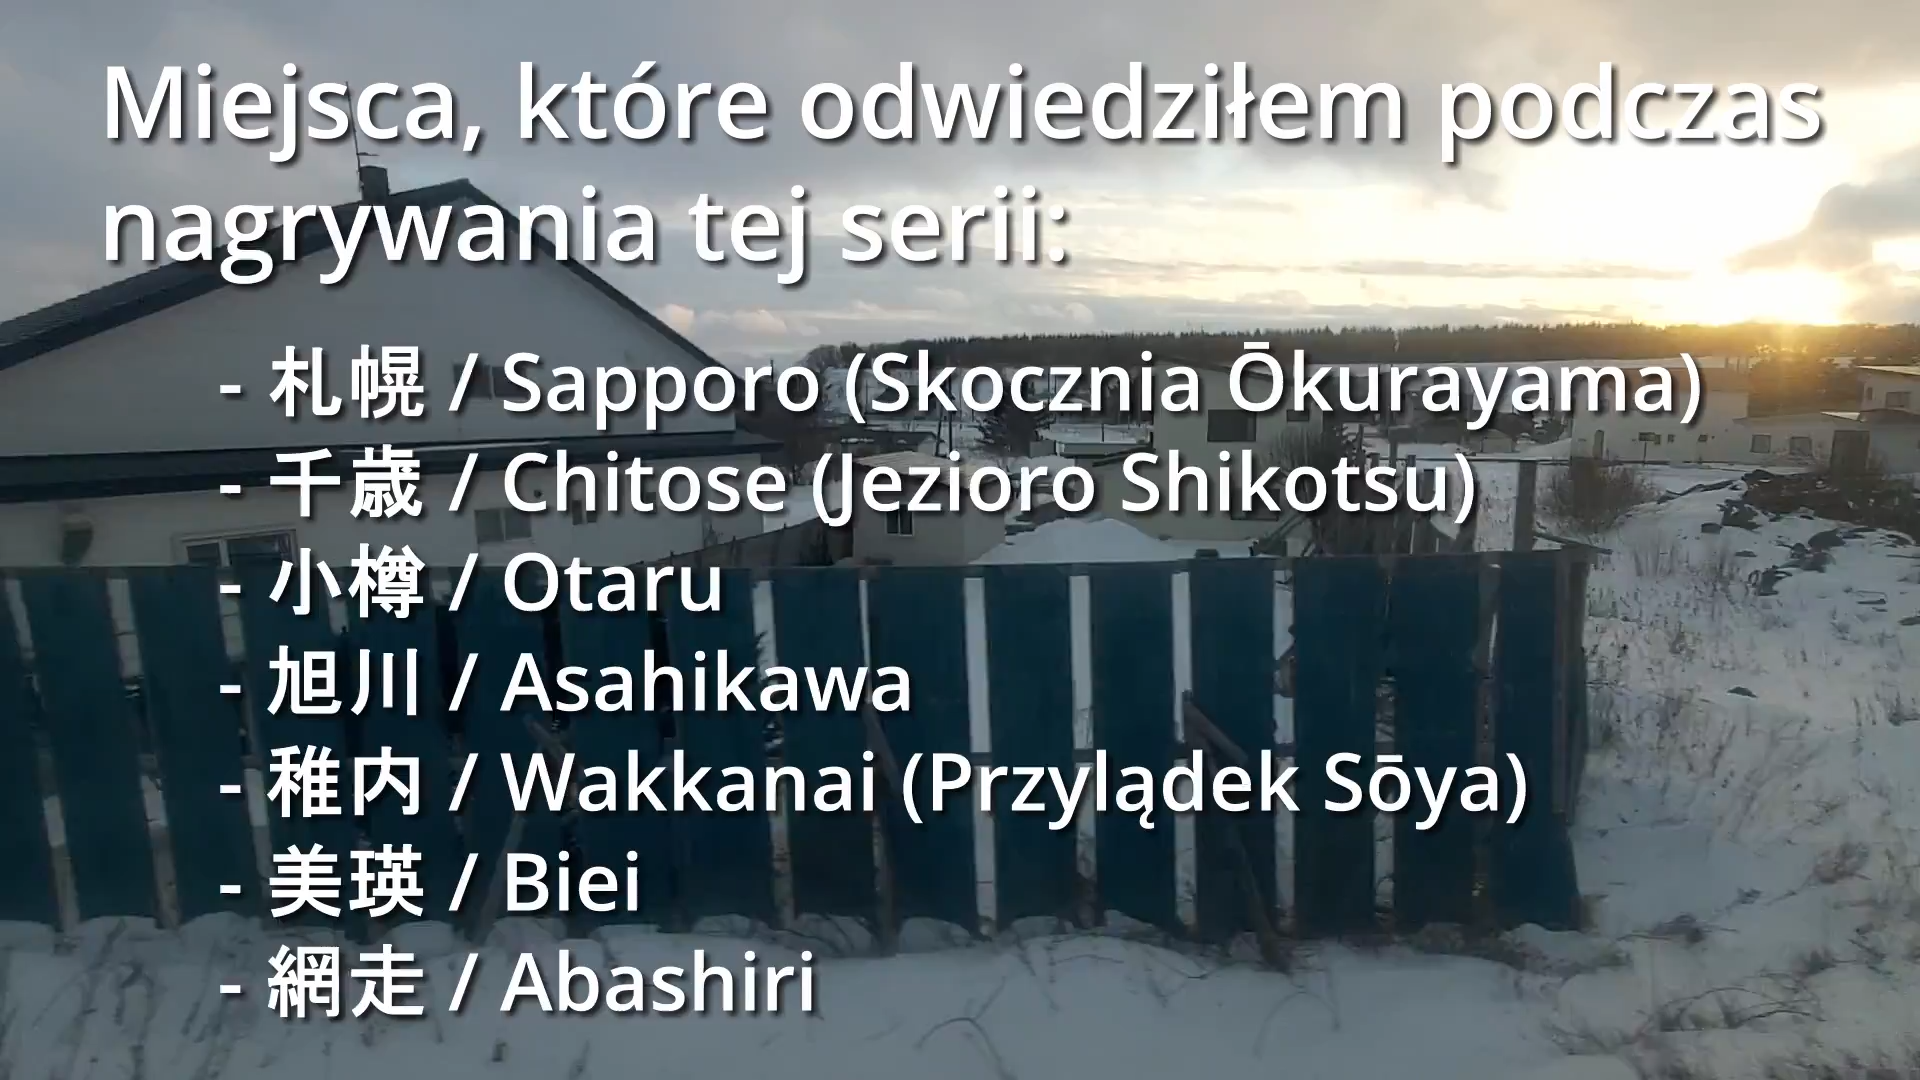 Miejsca, które odwiedziłem podczas
nagrywania tej serii:
- 札幌 / Sapporo (Skocznia Ōkurayama)
- 千歳 / Chitose (Jezioro Shikotsu)
- 小樽 / Otaru
- 旭川 / Asahikawa
- 稚内 / Wakkanai (Przylądek Sōya)
- 美瑛 / Biei
- 網走 / Abashiri